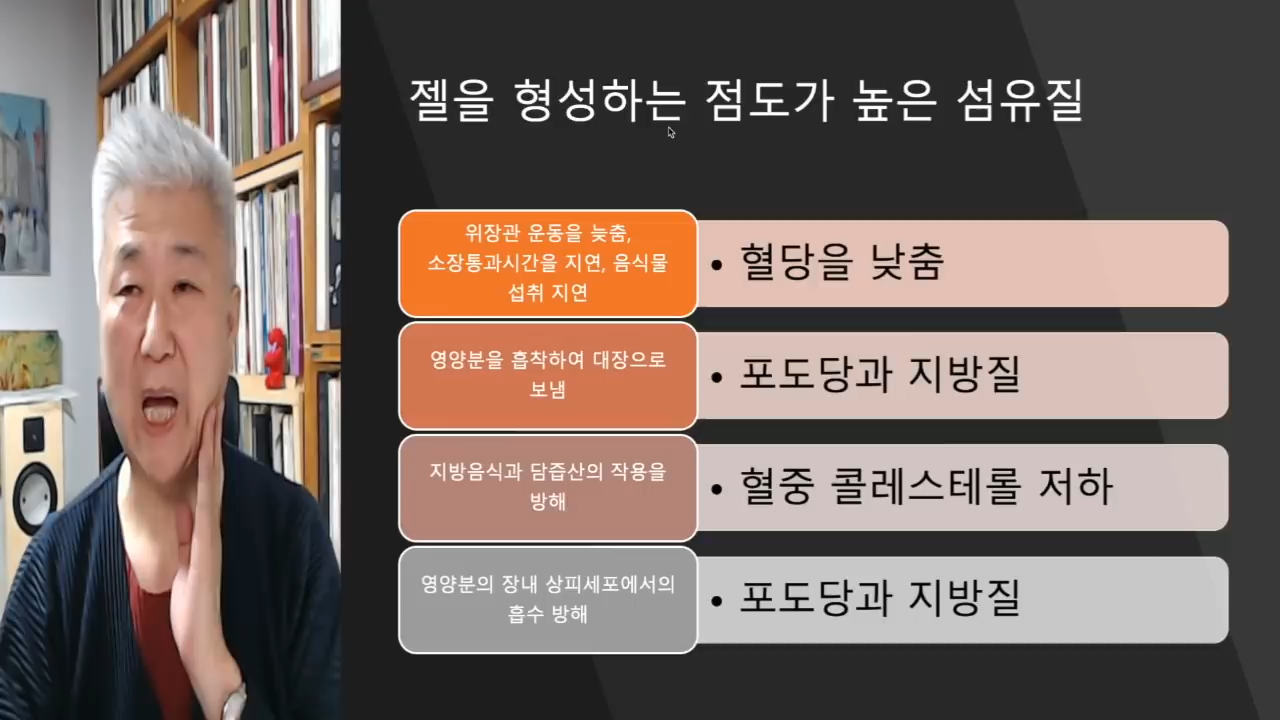 젤을 형성하는 점도가 높은 섬유질
위장관 운동을 늦춤,
소장통과시간을 지연, 음식물
섭취 지연
• 혈당을 낮춤
영양분을 흡착하여 대장으로
보냄
• 포도당과 지방질
지방음식과 담즙산의 작용을
방해
• 혈중 콜레스테롤 저하
영양분의 장내 상피세포에서의
흡수 방해
• 포도당과 지방질